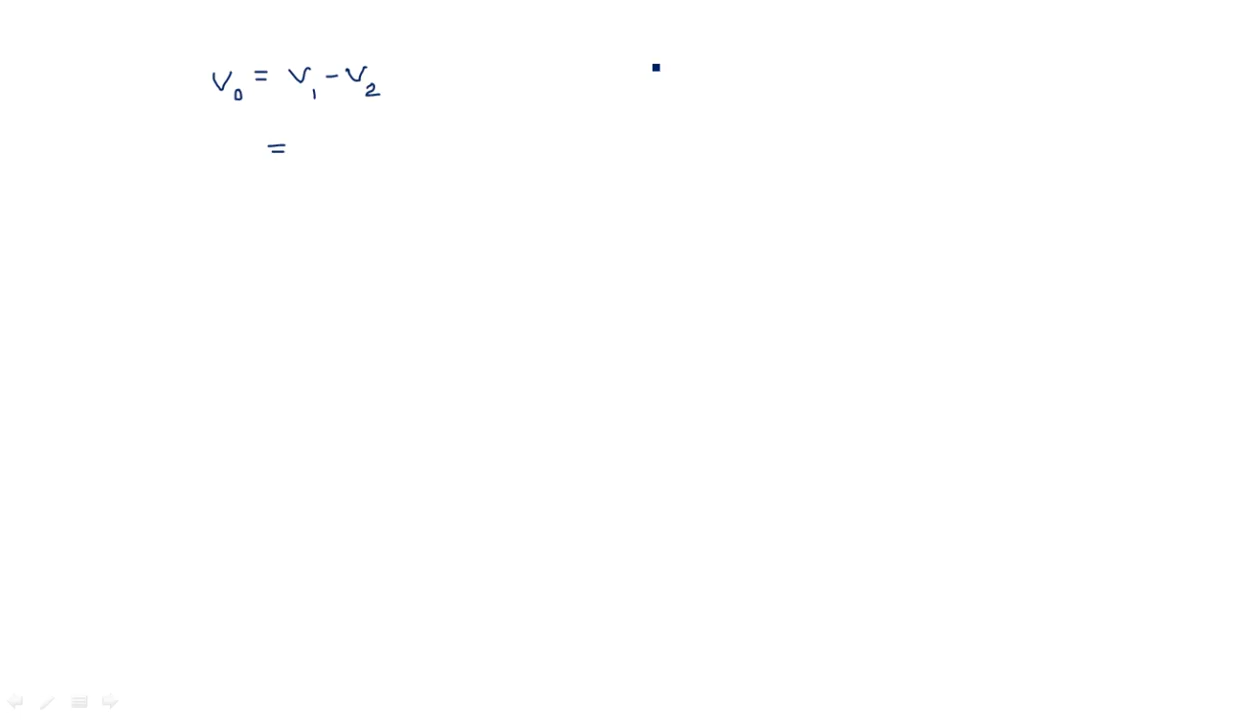 V₀ = V₁ - V₂
=